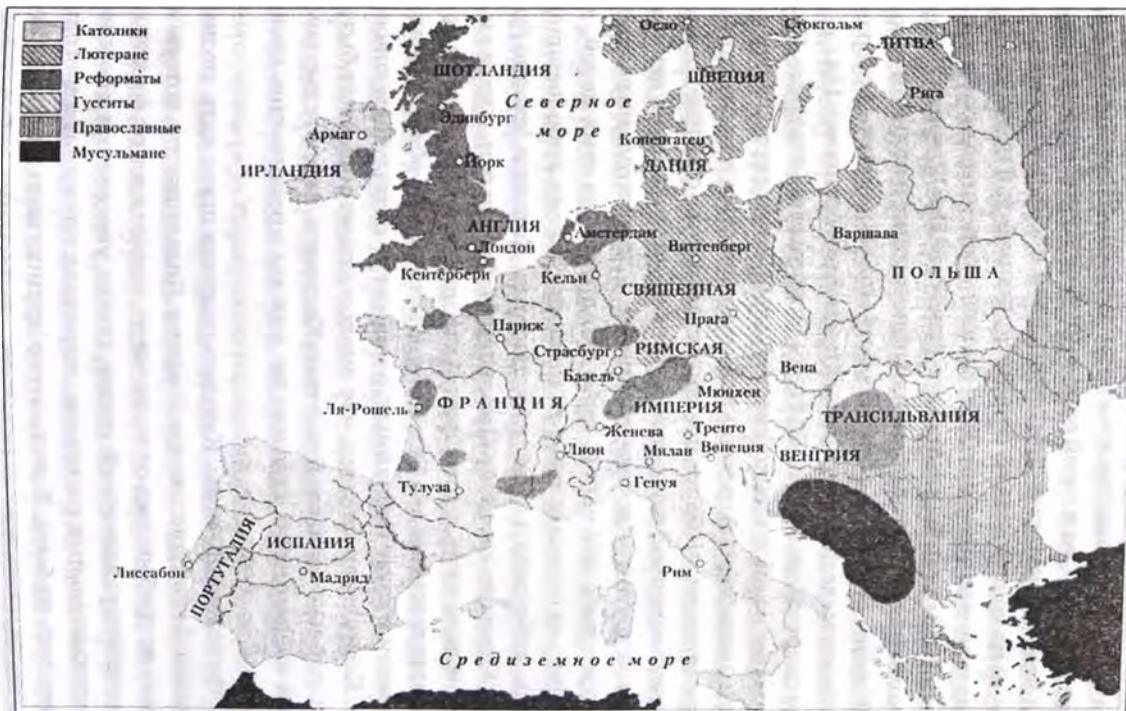 Католики
Лютеране
Реформáты
Гусситы
Православные
Мусульмане
Осло
Стокгольм
ШОТЛАНДИЯ
ШВЕЦИЯ
ЛИТВА
Рига
Северное
море
Эдинбург
Армаг
Копенгаген
ДАНИЯ
ИРЛАНДИЯ
Йорк
АНГЛИЯ
Лондон
Амстердам
Виттенберг
Варшава
ПОЛЬША
Кентербери
Кельн
СВЯЩЕННАЯ
Прага
Париж
Страсбург
РИМСКАЯ
Базель
Вена
Мюнхен
Ля-Рошель
ФРАНЦИЯ
ИМПЕРИЯ
ТРАНСИЛЬВАНИЯ
Женева
Тренто
Лион
Милан
Венеция
ВЕНГРИЯ
Тулуза
Генуя
ПОРТУГАЛИЯ
ИСПАНИЯ
Лиссабон
Мадрид
Рим
Средиземное море